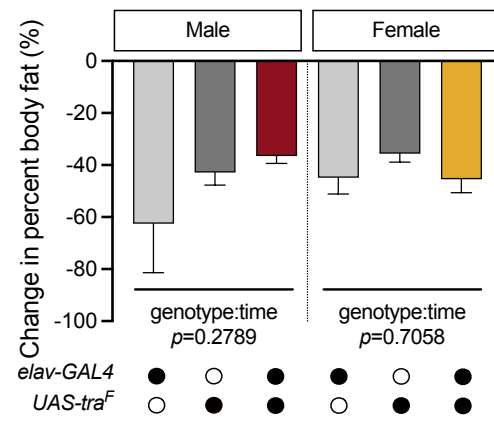 Change in percent body fat (%)
Male
Female
0
-20
-40
-60
-80
-100
genotype:time
p=0.2789
genotype:time
p=0.7058
elav-GAL4
UAS-traF